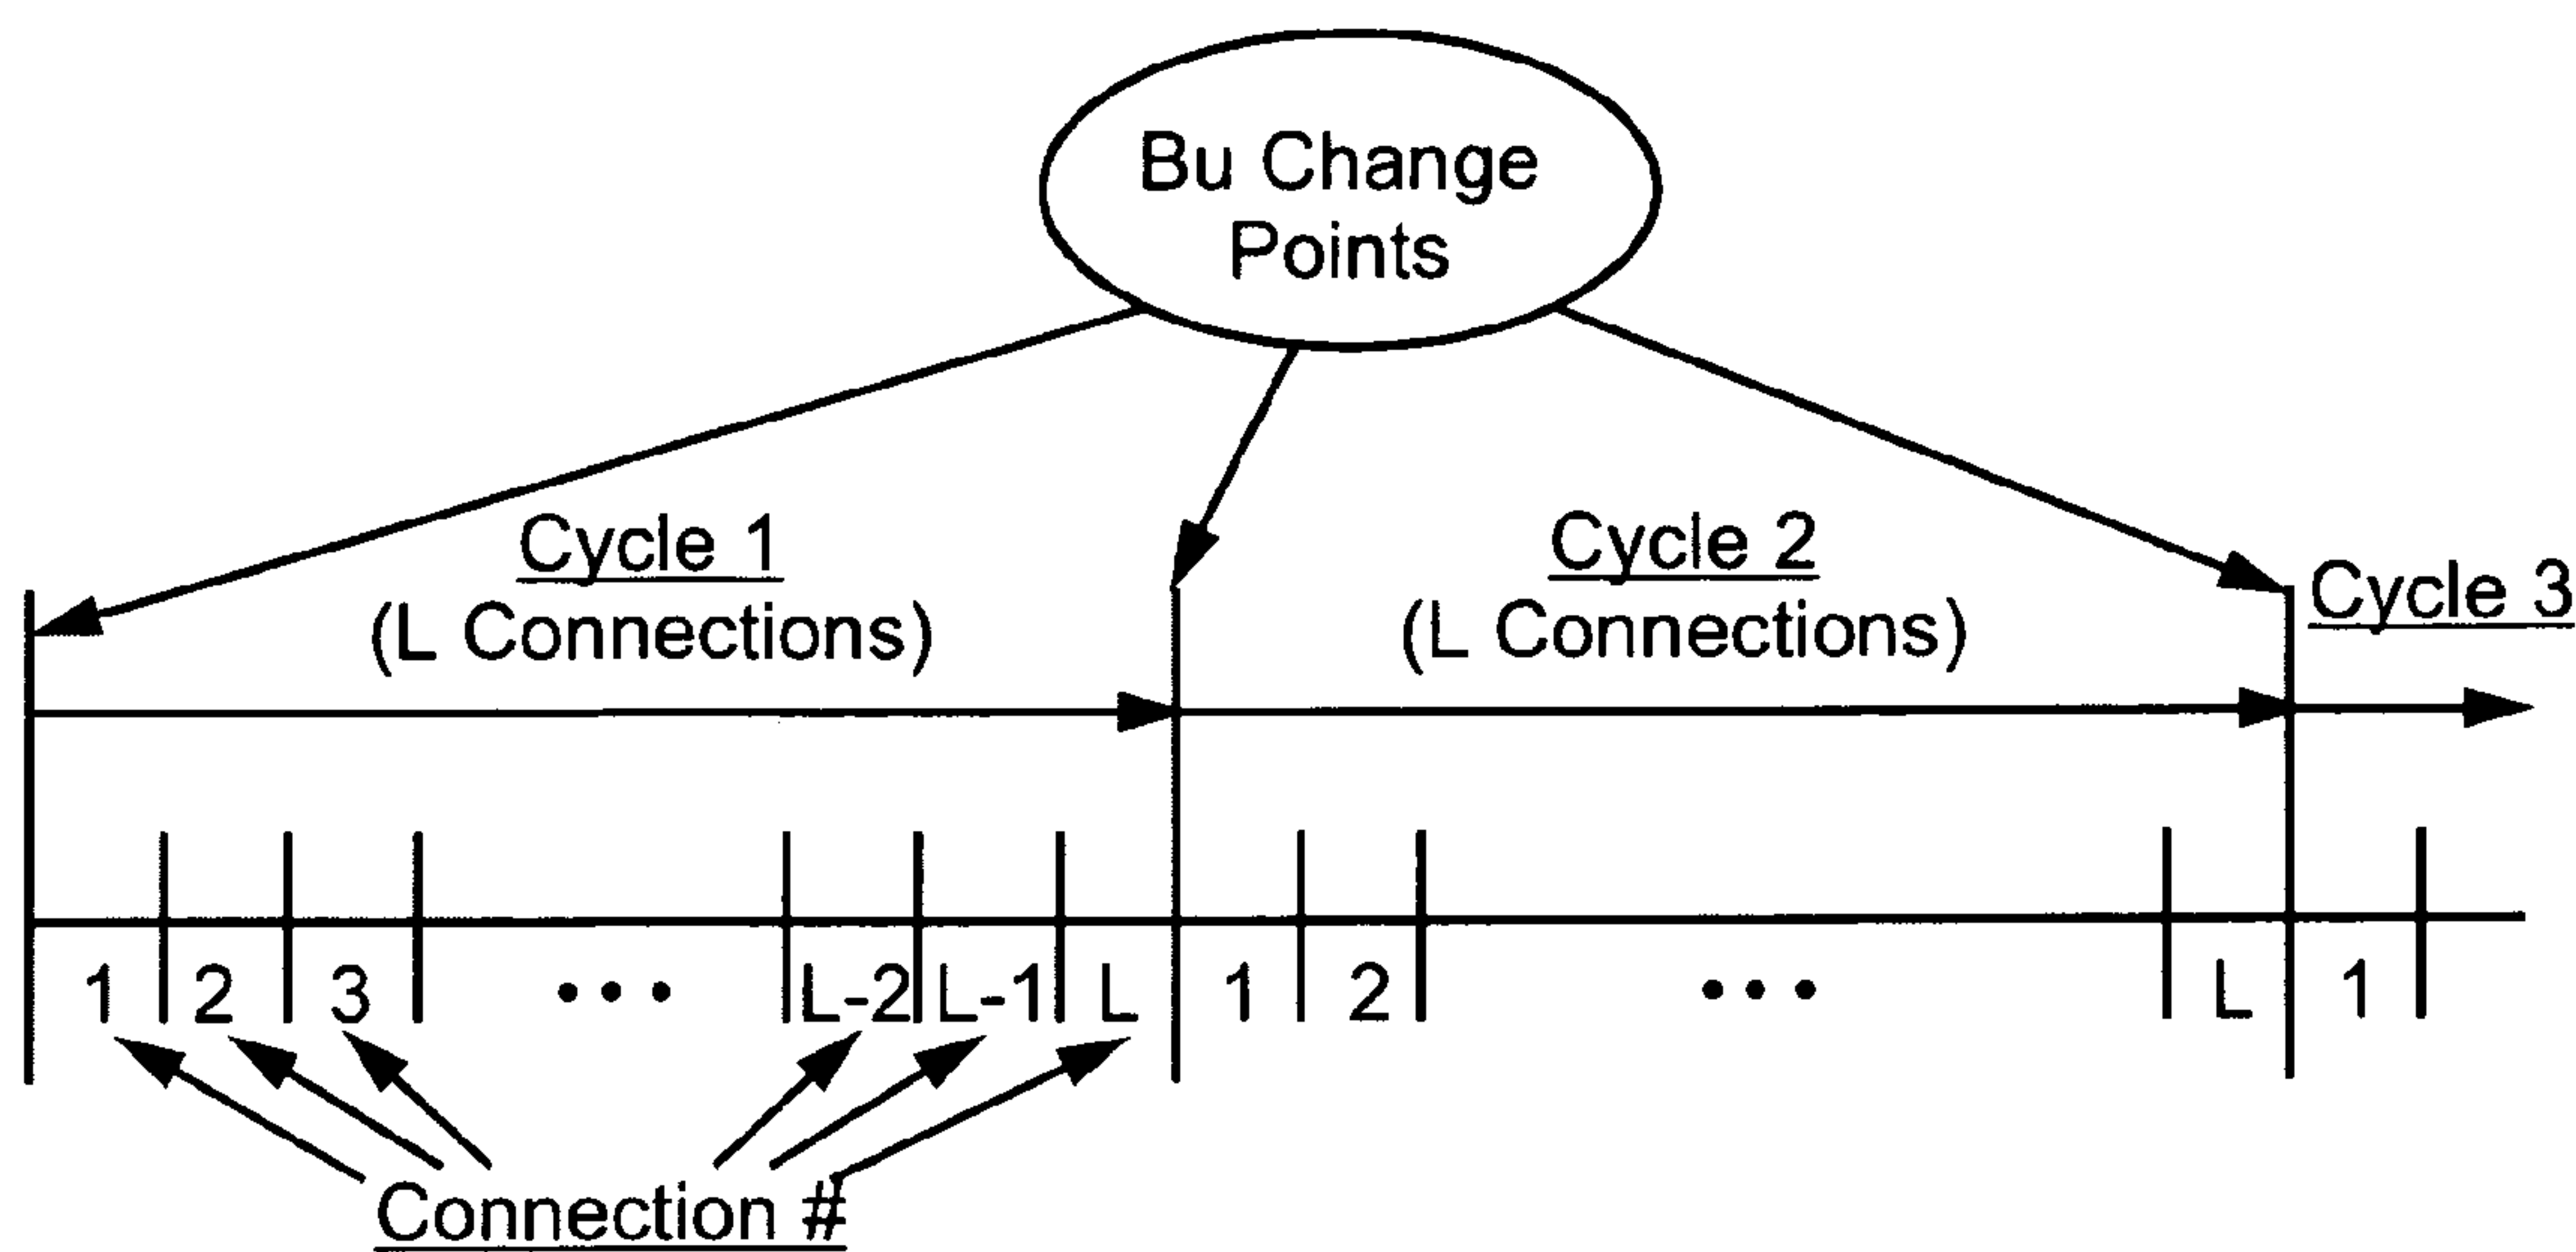 Bu Change
Points
Cycle 1
(L Connections)
Cycle 2
(L Connections)
Cycle 3
1 2 3 ... L-2 L-1 L 1 2 ... L 1
Connection #